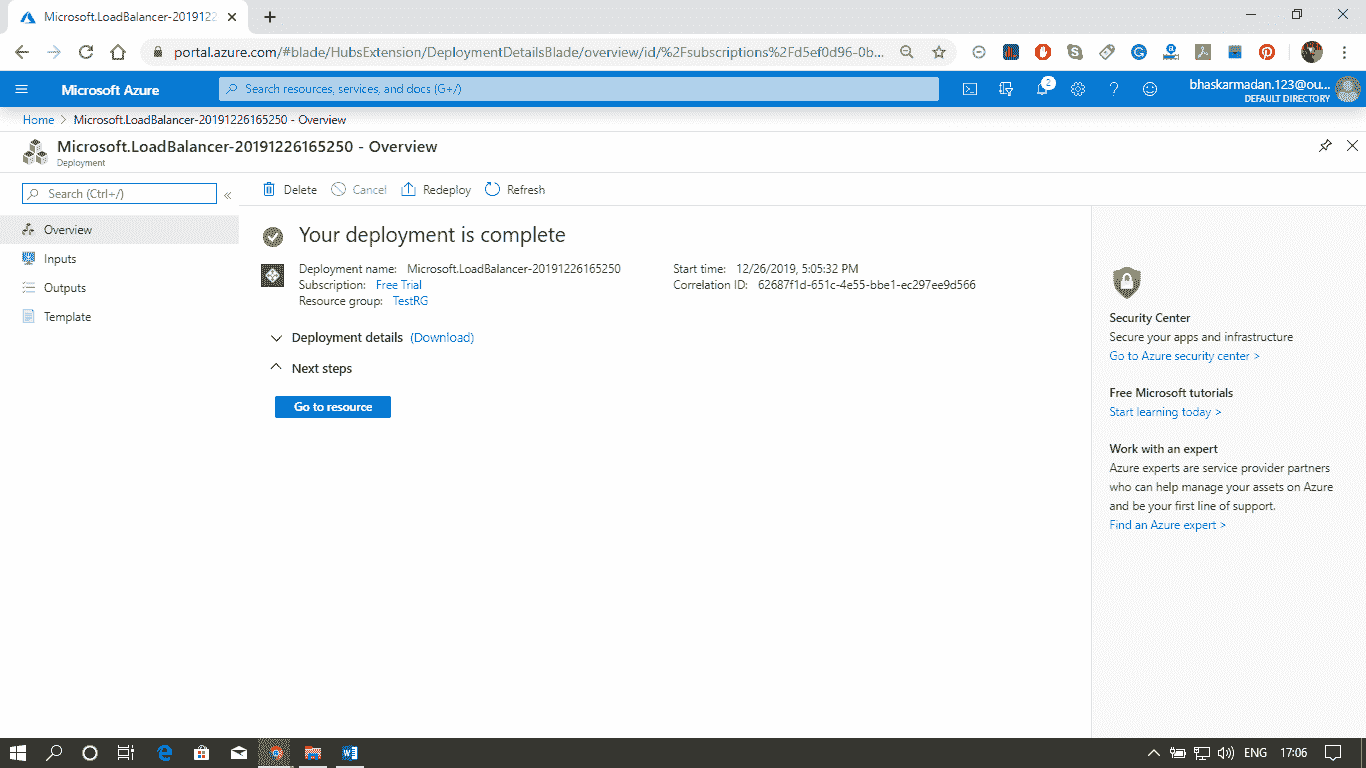 Microsoft.LoadBalancer-2019122
portal.azure.com/#blade/HubsExtension/DeploymentDetailsBlade/overview/id/%2Fsubscriptions%2Fd5ef0d96-0b...
Microsoft Azure
Search resources, services, and docs (G+/)
2
bhaskarmadan.123@ou...
DEFAULT DIRECTORY
Home > Microsoft.LoadBalancer-20191226165250 - Overview
Microsoft.LoadBalancer-20191226165250 - Overview
Deployment
Search (Ctrl+/)
«
Delete
Cancel
Redeploy
Refresh
Overview
Inputs
Outputs
Template
Your deployment is complete
Deployment name: Microsoft.LoadBalancer-20191226165250
Subscription: Free Trial
Resource group: TestRG
Start time: 12/26/2019, 5:05:32 PM
Correlation ID: 62687f1d-651c-4e55-bbe1-ec297ee9d566
Deployment details (Download)
Next steps
Go to resource
Security Center
Secure your apps and infrastructure
Go to Azure security center >
Free Microsoft tutorials
Start learning today >
Work with an expert
Azure experts are service provider partners
who can help manage your assets on Azure
and be your first line of support.
Find an Azure expert >
ENG
17:06